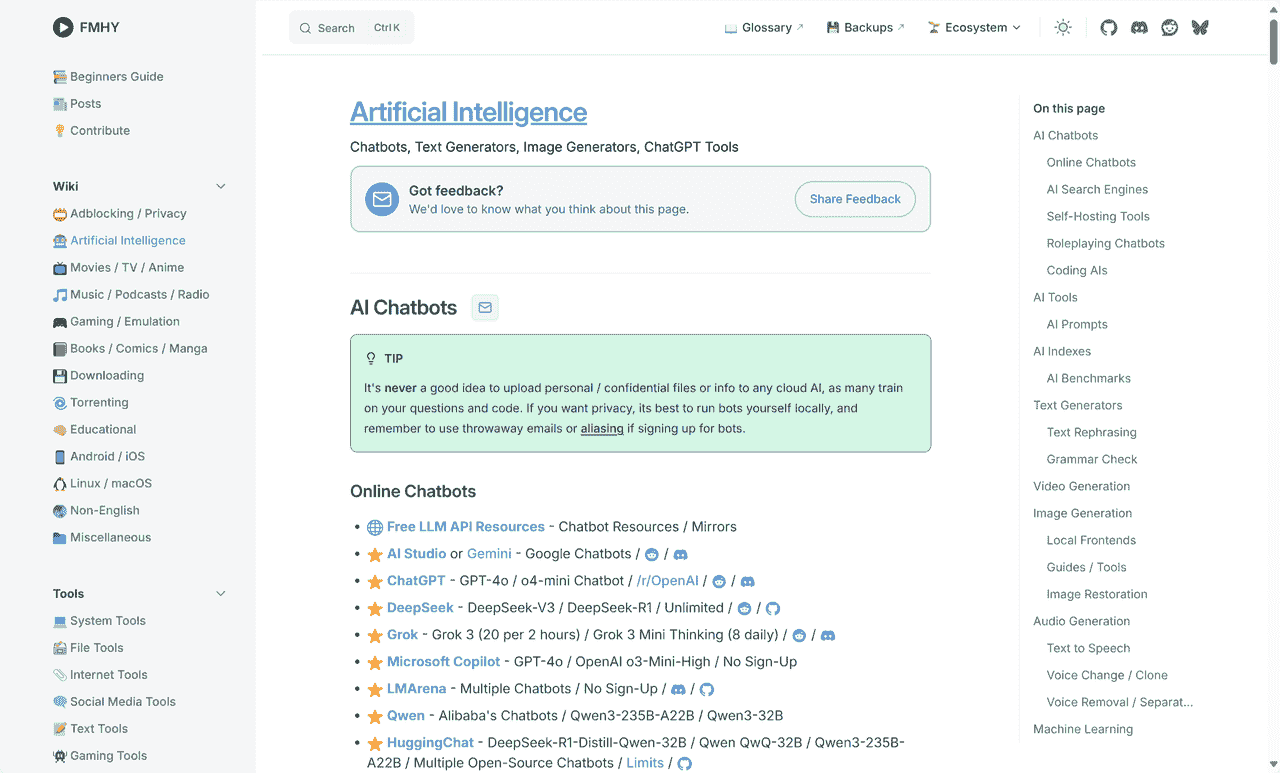 FMHY
Search Ctrl K
Glossary
Backups
Ecosystem
Beginners Guide
Posts
Contribute
Wiki
Adblocking / Privacy
Artificial Intelligence
Movies / TV / Anime
Music / Podcasts / Radio
Gaming / Emulation
Books / Comics / Manga
Downloading
Torrenting
Educational
Android / iOS
Linux / macOS
Non-English
Miscellaneous
Tools
System Tools
File Tools
Internet Tools
Social Media Tools
Text Tools
Gaming Tools
Artificial Intelligence
Chatbots, Text Generators, Image Generators, ChatGPT Tools
Got feedback?
We'd love to know what you think about this page.
Share Feedback
AI Chatbots
TIP
It's never a good idea to upload personal / confidential files or info to any cloud AI, as many train
on your questions and code. If you want privacy, its best to run bots yourself locally, and
remember to use throwaway emails or aliasing if signing up for bots.
Online Chatbots
• Free LLM API Resources - Chatbot Resources / Mirrors
• AI Studio or Gemini - Google Chatbots / /
• ChatGPT - GPT-4o / o4-mini Chatbot / /r/OpenAI / /
• DeepSeek - DeepSeek-V3 / DeepSeek-R1 / Unlimited / /
• Grok - Grok 3 (20 per 2 hours) / Grok 3 Mini Thinking (8 daily) / /
• Microsoft Copilot - GPT-4o / OpenAI o3-Mini-High / No Sign-Up
• LMArena - Multiple Chatbots / No Sign-Up / /
• Qwen - Alibaba's Chatbots / Qwen3-235B-A22B / Qwen3-32B
• HuggingChat - DeepSeek-R1-Distill-Qwen-32B / Qwen QwQ-32B / Qwen3-235B-
A22B / Multiple Open-Source Chatbots / Limits /
On this page
AI Chatbots
Online Chatbots
AI Search Engines
Self-Hosting Tools
Roleplaying Chatbots
Coding AIs
AI Tools
AI Prompts
AI Indexes
AI Benchmarks
Text Generators
Text Rephrasing
Grammar Check
Video Generation
Image Generation
Local Frontends
Guides / Tools
Image Restoration
Audio Generation
Text to Speech
Voice Change / Clone
Voice Removal / Separat...
Machine Learning